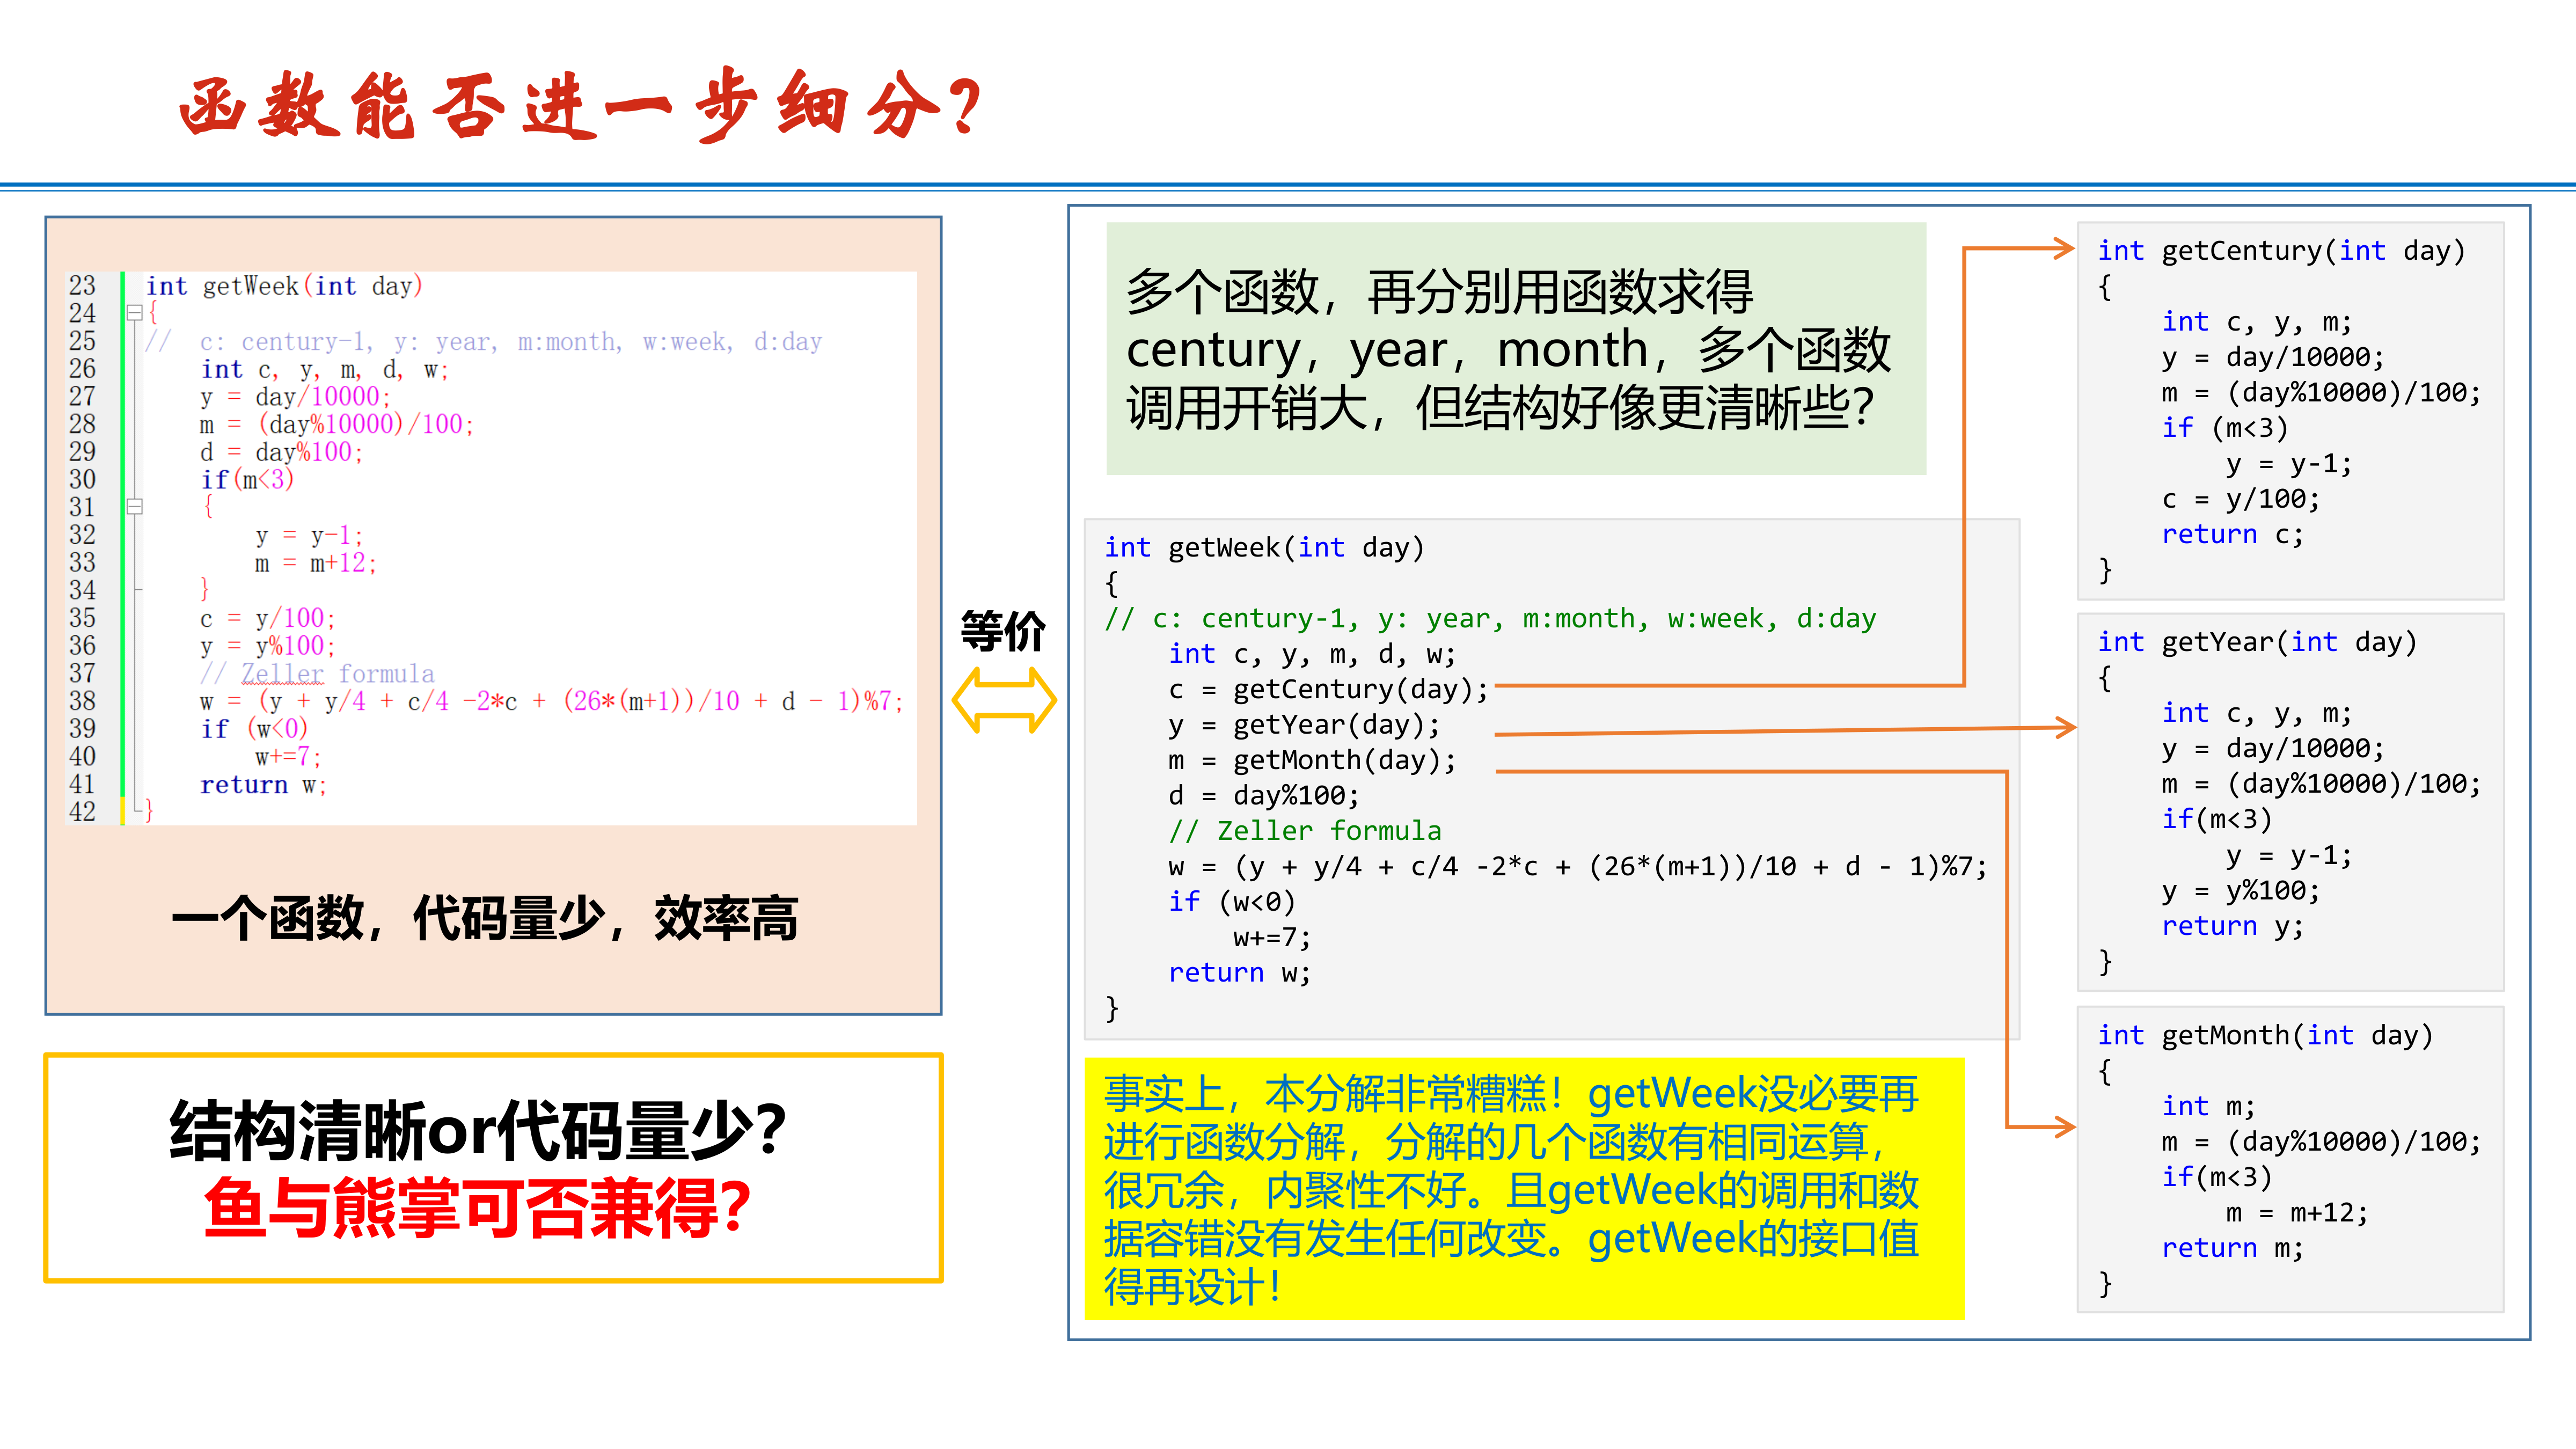 函数能否进一步细分？
23 int getWeek(int day)
24 {
25 // c: century-1, y: year, m:month, w:week, d:day
26 int c, y, m, d, w;
27 y = day/10000;
28 m = (day%10000)/100;
29 d = day%100;
30 if(m<3)
31 {
32 y = y-1;
33 m = m+12;
34 }
35 c = y/100;
36 y = y%100;
37 // Zeller formula
38 w = (y + y/4 + c/4 -2*c + (26*(m+1))/10 + d - 1)%7;
39 if (w<0)
40 w+=7;
41 return w;
42 }
一个函数，代码量少，效率高
结构清晰or代码量少？
鱼与熊掌可否兼得？
等价
多个函数，再分别用函数求得
century，year，month，多个函数
调用开销大，但结构好像更清晰些？
int getWeek(int day)
{
// c: century-1, y: year, m:month, w:week, d:day
int c, y, m, d, w;
c = getCentury(day);
y = getYear(day);
m = getMonth(day);
d = day%100;
// Zeller formula
w = (y + y/4 + c/4 -2*c + (26*(m+1))/10 + d - 1)%7;
if (w<0)
w+=7;
return w;
}
事实上，本分解非常糟糕！getWeek没必要再
进行函数分解，分解的几个函数有相同运算，
很冗余，内聚性不好。且getWeek的调用和数
据容错没有发生任何改变。getWeek的接口值
得再设计！
int getCentury(int day)
{
int c, y, m;
y = day/10000;
m = (day%10000)/100;
if (m<3)
y = y-1;
c = y/100;
return c;
}
int getYear(int day)
{
int c, y, m;
y = day/10000;
m = (day%10000)/100;
if(m<3)
y = y-1;
y = y%100;
return y;
}
int getMonth(int day)
{
int m;
m = (day%10000)/100;
if(m<3)
m = m+12;
return m;
}